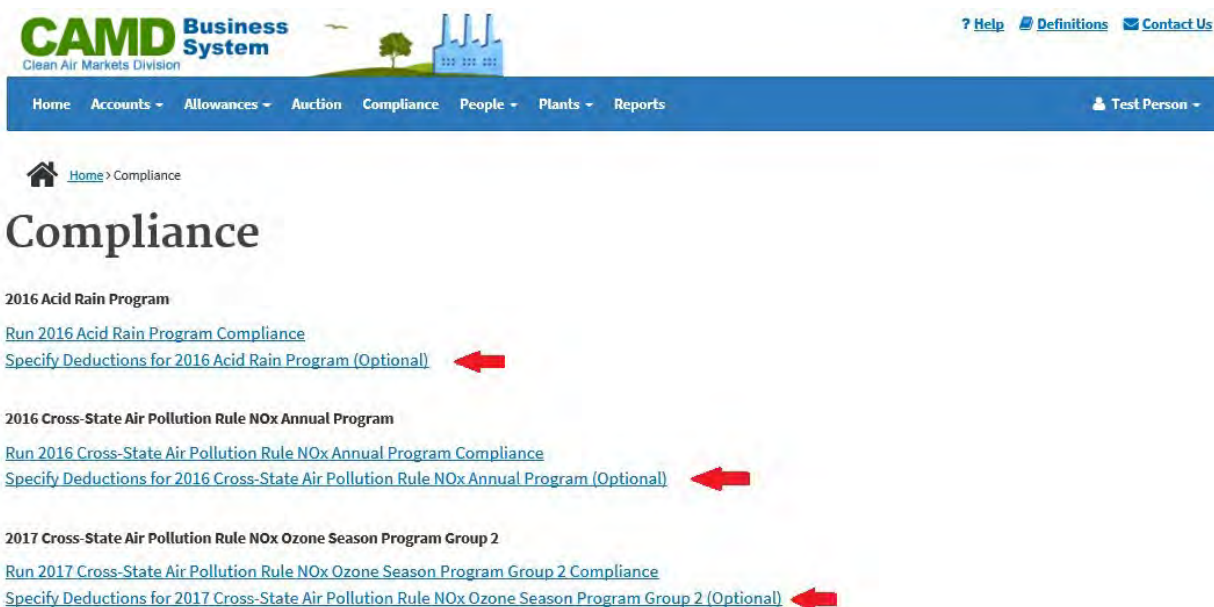 CAMD Business System
Clean Air Markets Division
? Help Definitions Contact Us
Home Accounts Allowances Auction Compliance People Plants Reports Test Person
Home > Compliance
Compliance
2016 Acid Rain Program
Run 2016 Acid Rain Program Compliance
Specify Deductions for 2016 Acid Rain Program (Optional)
2016 Cross-State Air Pollution Rule NOx Annual Program
Run 2016 Cross-State Air Pollution Rule NOx Annual Program Compliance
Specify Deductions for 2016 Cross-State Air Pollution Rule NOx Annual Program (Optional)
2017 Cross-State Air Pollution Rule NOx Ozone Season Program Group 2
Run 2017 Cross-State Air Pollution Rule NOx Ozone Season Program Group 2 Compliance
Specify Deductions for 2017 Cross-State Air Pollution Rule NOx Ozone Season Program Group 2 (Optional)